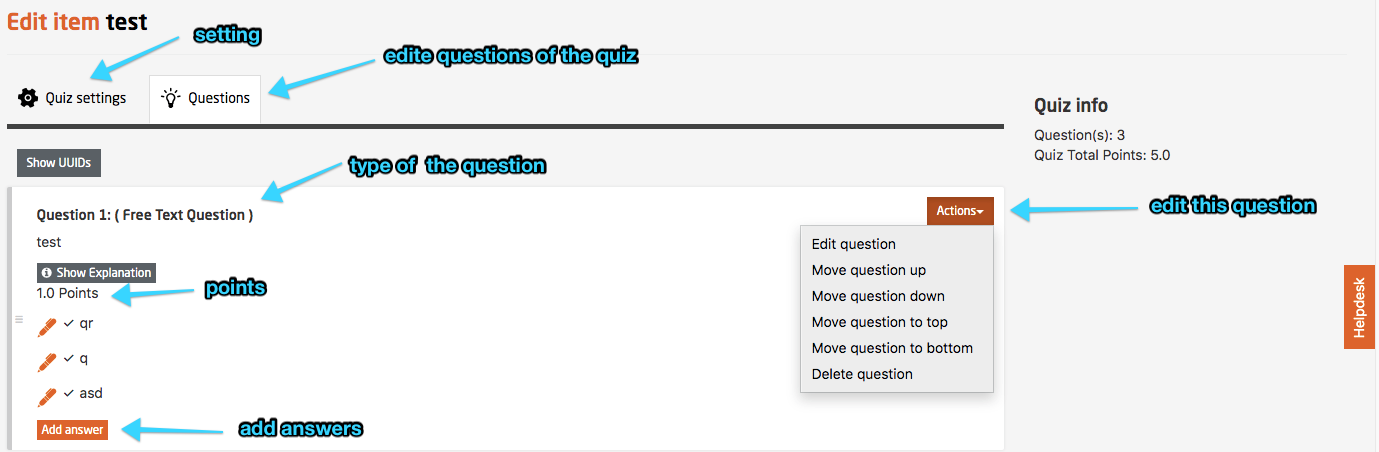 Edit item test
setting
edite questions of the quiz
Quiz settings
Questions
Quiz info
Question(s): 3
Quiz Total Points: 5.0
Show UUIDs
type of the question
Question 1: ( Free Text Question )
Actions
edit this question
test
Edit question
Move question up
Move question down
Move question to top
Move question to bottom
Delete question
Show Explanation
1.0 Points
points
qr
q
asd
Add answer
add answers
Helpdesk